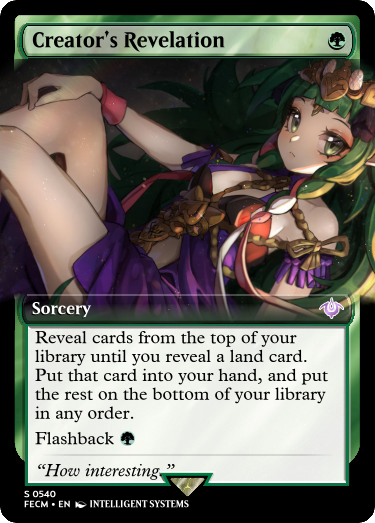 Creator's Revelation
Sorcery
Reveal cards from the top of your
library until you reveal a land card.
Put that card into your hand, and put
the rest on the bottom of your library
in any order.
Flashback
“How interesting.”
S 0540
FECM • EN INTELLIGENT SYSTEMS